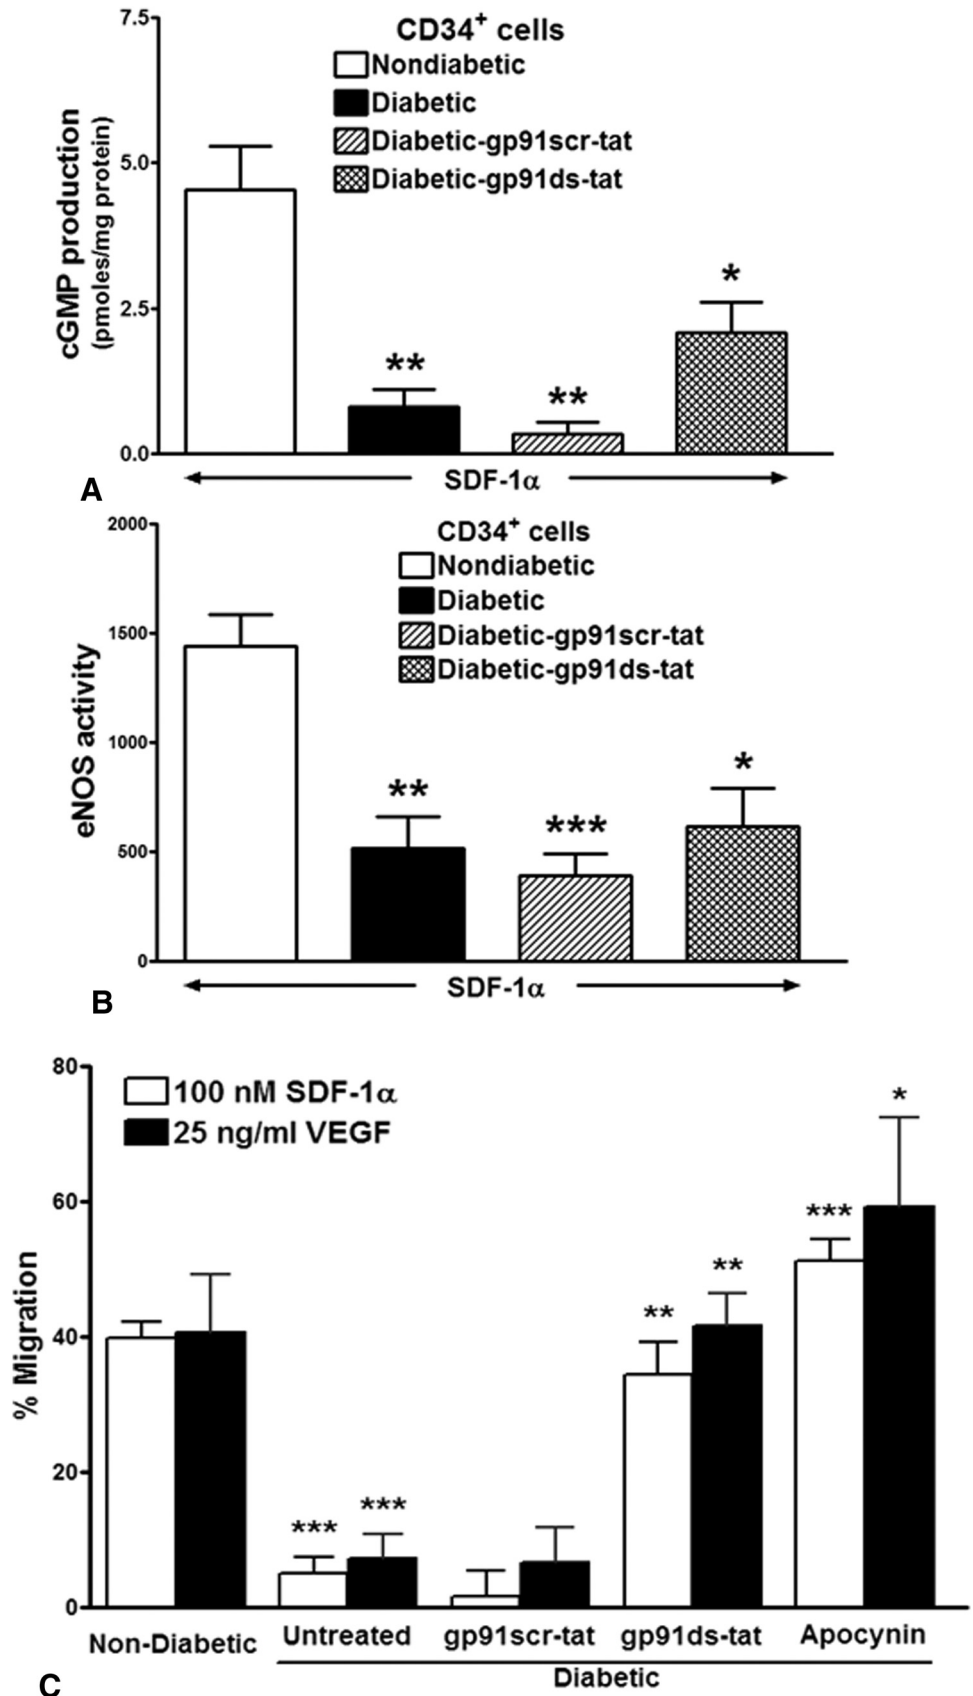 7.5
CD34+ cells
Nondiabetic
Diabetic
Diabetic-gp91scr-tat
Diabetic-gp91ds-tat
cGMP production
(pmoles/mg protein)
5.0
2.5
0.0
**
**
*
SDF-1α
A
2000
CD34+ cells
Nondiabetic
Diabetic
Diabetic-gp91scr-tat
Diabetic-gp91ds-tat
eNOS activity
1500
1000
500
0
**
***
*
SDF-1α
B
80
100 nM SDF-1α
25 ng/ml VEGF
% Migration
60
40
20
0
***
***
**
**
***
*
Non-Diabetic
Untreated
gp91scr-tat
gp91ds-tat
Apocynin
Diabetic
C